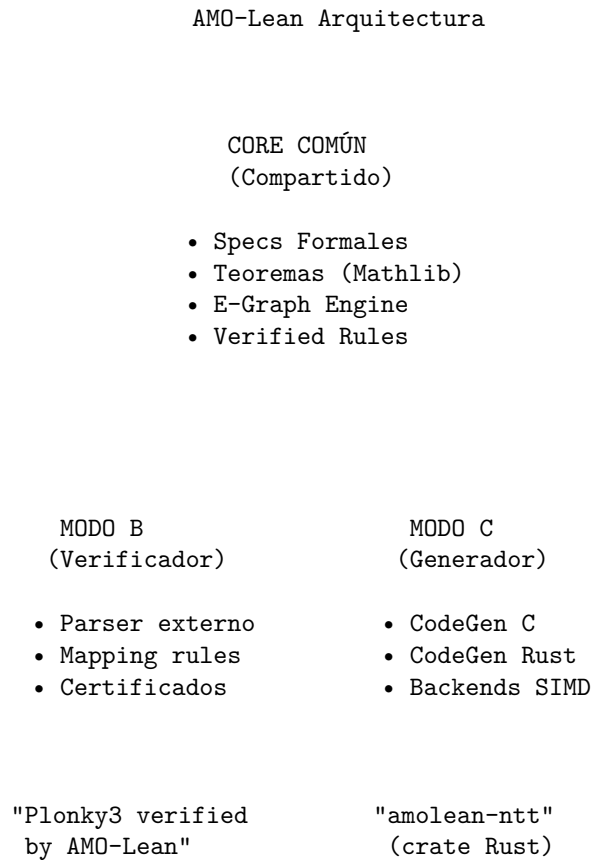 AMO-Lean Arquitectura
CORE COMÚN
(Compartido)
• Specs Formales
• Teoremas (Mathlib)
• E-Graph Engine
• Verified Rules
MODO B
(Verificador)
• Parser externo
• Mapping rules
• Certificados
"Plonky3 verified
by AMO-Lean"
MODO C
(Generador)
• CodeGen C
• CodeGen Rust
• Backends SIMD
"amolean-ntt"
(crate Rust)